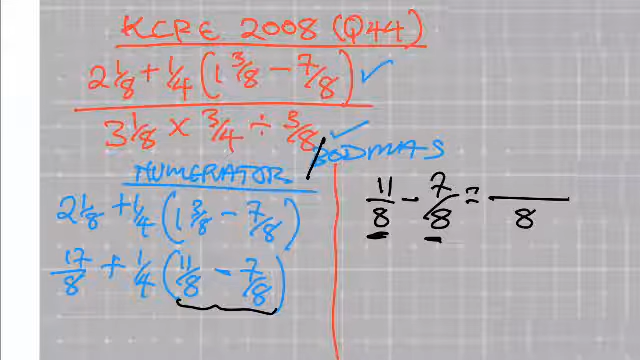 KCPE 2008 (Q44)
2 1/8 + 1/4 (1 3/8 - 7/8) ✓
3 1/8 × 3/4 ÷ 3/8 ✓
BODMAS
NUMERATOR
2 1/8 + 1/4 (1 3/8 - 7/8)
17/8 + 1/4 (11/8 - 7/8)
11/8 - 7/8 = /8